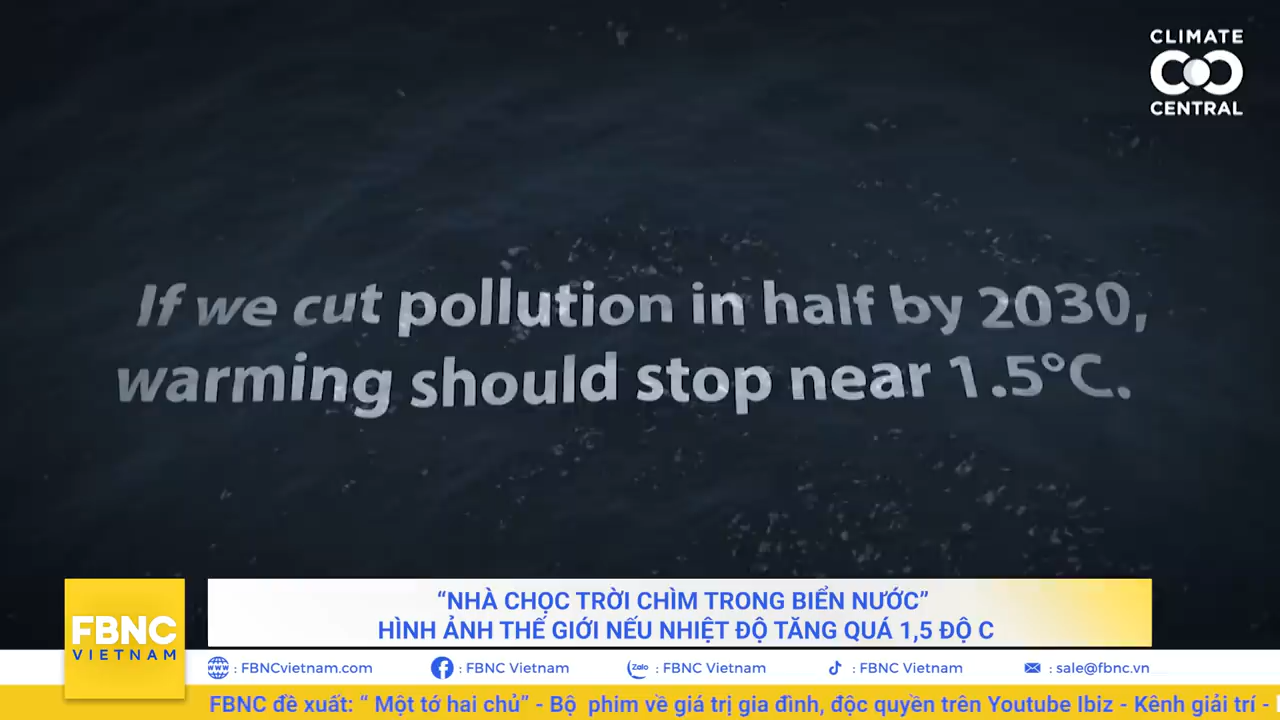 CLIMATE
CENTRAL
If we cut pollution in half by 2030,
warming should stop near 1.5°C.
“NHÀ CHỌC TRỜI CHÌM TRONG BIỂN NƯỚC”
HÌNH ẢNH THẾ GIỚI NẾU NHIỆT ĐỘ TĂNG QUÁ 1,5 ĐỘ C
FBNC
VIETNAM
www : FBNCvietnam.com : FBNC Vietnam Zalo : FBNC Vietnam : FBNC Vietnam : sale@fbnc.vn
FBNC đề xuất: “ Một tớ hai chủ” - Bộ phim về giá trị gia đình, độc quyền trên Youtube Ibiz - Kênh giải trí -